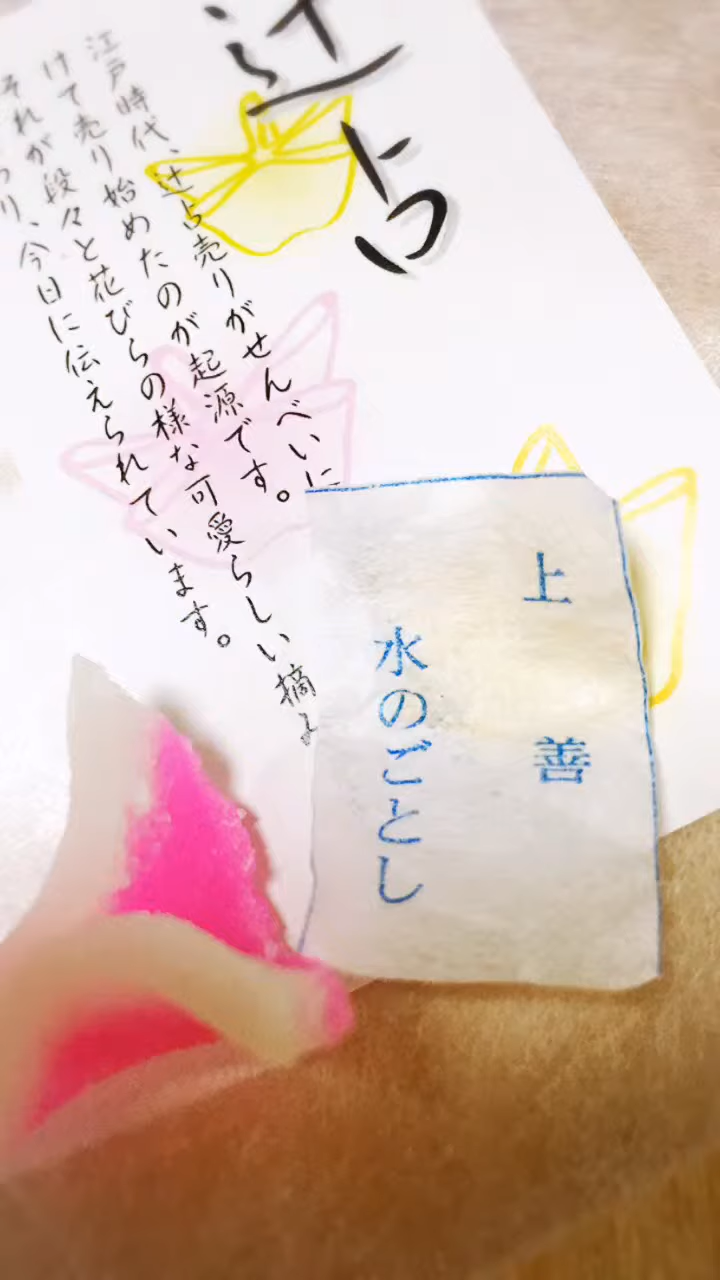 辻占
江戸時代、辻占売りがせんべいに
けて売り始めたのが起源です。
それが段々と花びらの様な可愛らしい摘
り、今日に伝えられています。
上 善
水のごとし